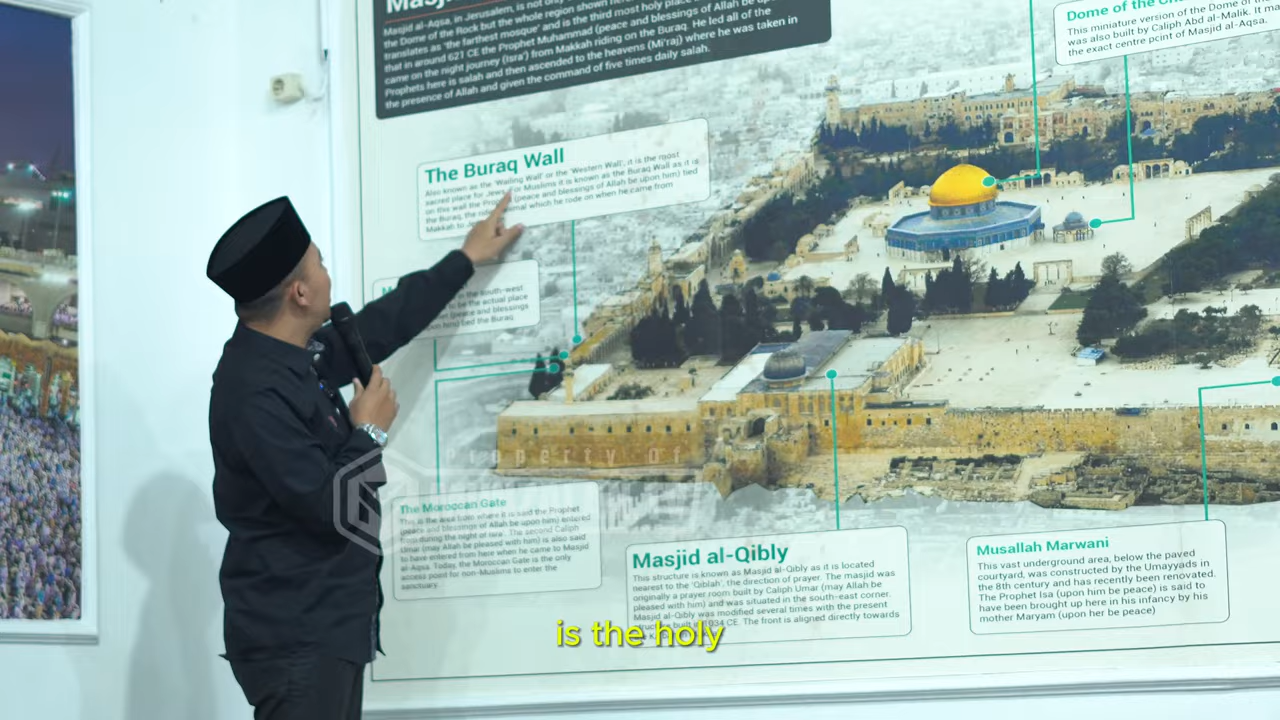 Masjid al-Aqsa, in Jerusalem, is not only
the Dome of the Rock but the whole region shown
translates as 'the farthest mosque' and is the third most holy place
that in around 621 CE the Prophet Muhammad (peace and blessings of Allah be
came on the night journey (Isra') from Makkah riding on the Buraq. He led all of the
Prophets here is salah and then ascended to the heavens (Mi'raj) where he was taken in
the presence of Allah and given the command of five times daily salah.
Dome of the
This miniature version of the Dome of the
was also built by Caliph Abd al-Malik. It
the exact centre point of Masjid al-Aqsa.
The Buraq Wall
Also known as the 'Wailing Wall' or the 'Western Wall', it is the most
sacred place for Jews. For Muslims it is known as the Buraq Wall as it is
on this wall the Prophet (peace and blessings of Allah be upon him) tied
the Buraq, the which he rode on when he came from
Makkah to
in the south-west
be the actual place
(peace and blessings
him) tied the Buraq.
Property Of
The Moroccan Gate
This is the area from where it is said the Prophet
(peace and blessings of Allah be upon him) entered
from during the night of Isra'. The second Caliph
Umar (may Allah be pleased with him) is also said
to have entered from here when he came to Masjid
al-Aqsa. Today, the Moroccan Gate is the only
access point for non-Muslims to enter the
sanctuary.
Masjid al-Qibly
This structure is known as Masjid al-Qibly as it is located
nearest to the 'Qiblah', the direction of prayer. The masjid was
originally a prayer room built by Caliph Umar (may Allah be
pleased with him) and was situated in the south-east corner.
Masjid al-Qibly was modified several times with the present
built 1034 CE. The front is aligned directly towards
Musallah Marwani
This vast underground area, below the paved
courtyard, was constructed by the Umayyads in
the 8th century and has recently been renovated.
The Prophet Isa (upon him be peace) is said to
have been brought up here in his infancy by his
mother Maryam (upon her be peace)
is the holy